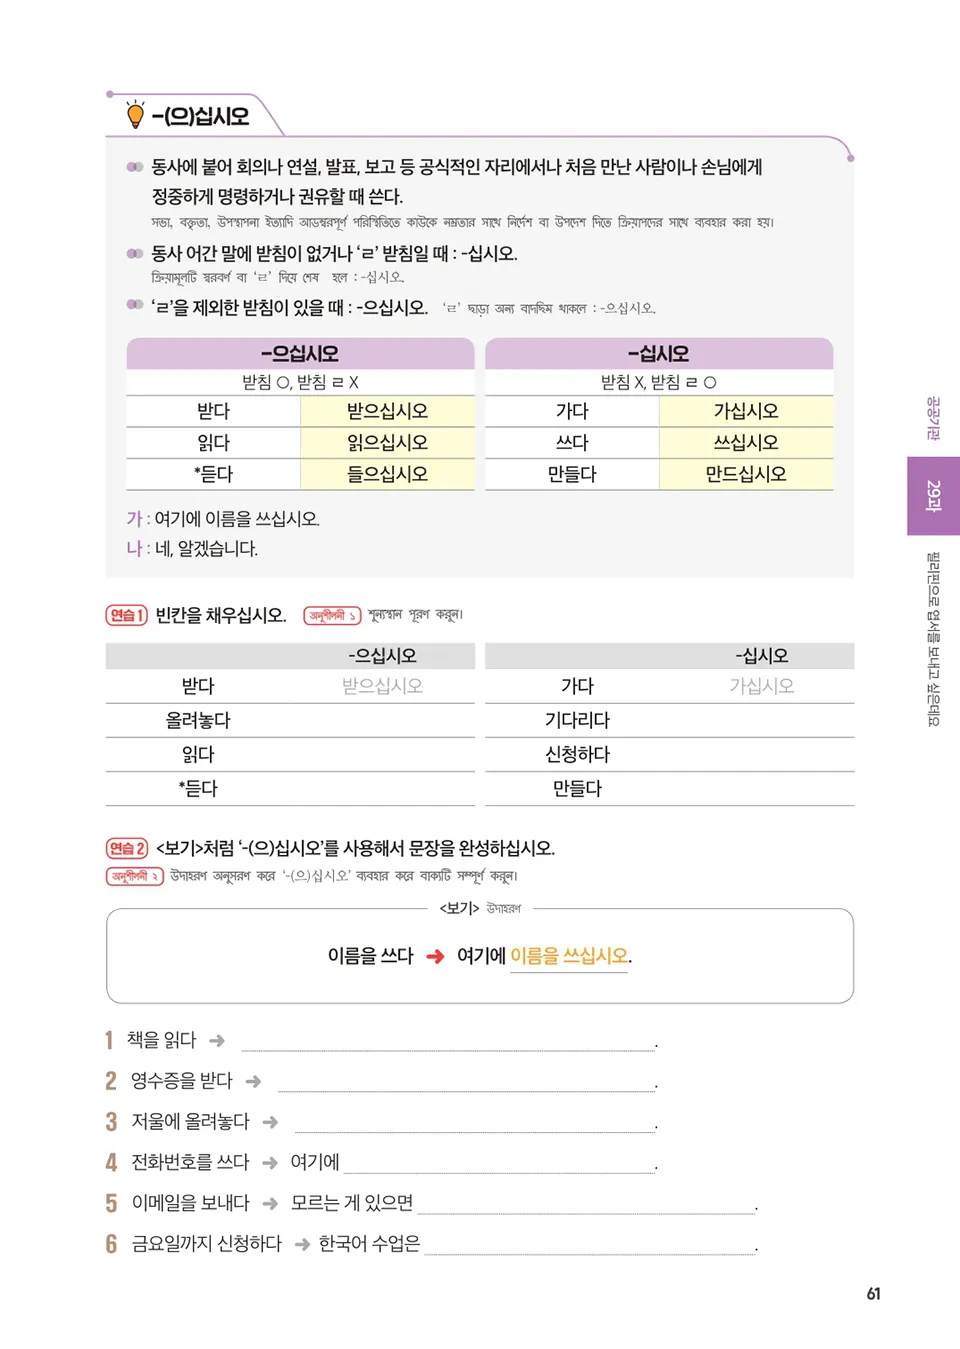 -(으)십시오
동사에 붙어 회의나 연설, 발표, 보고 등 공식적인 자리에서나 처음 만난 사람이나 손님에게
정중하게 명령하거나 권유할 때 쓴다.
সভা, বক্তৃতা, উপস্থাপনা ইত্যাদি আড়ম্বরপূর্ণ পরিস্থিতিতে কাউকে নম্রতার সাথে নির্দেশ বা উপদেশ দিতে ক্রিয়াপদের সাথে ব্যবহার করা হয়।
동사 어간 말에 받침이 없거나 ‘ㄹ’ 받침일 때 : -십시오.
ক্রিয়ামূলটি স্বরবর্ণ বা ‘ㄹ’ দিয়ে শেষ হলে : -십시오.
‘ㄹ’을 제외한 받침이 있을 때 : -으십시오. ‘ㄹ’ ছাড়া অন্য বাদছিম থাকলে : -으십시오.
-으십시오 -십시오
받침 O, 받침 ㄹ X 받침 X, 받침 ㄹ O
받다 받으십시오 가다 가십시오
읽다 읽으십시오 쓰다 쓰십시오
*듣다 들으십시오 만들다 만드십시오
가 : 여기에 이름을 쓰십시오.
나 : 네, 알겠습니다.
연습 1 빈칸을 채우십시오. অনুশীলনী ১ শূন্যস্থান পূরণ করুন।
-으십시오 -십시오
받다 받으십시오 가다 가십시오
올려놓다 기다리다
읽다 신청하다
*듣다 만들다
연습 2 <보기>처럼 ‘-(으)십시오’를 사용해서 문장을 완성하십시오.
অনুশীলনী ২ উদাহরণ অনুসরণ করে ‘-(으)십시오’ ব্যবহার করে বাক্যটি সম্পূর্ণ করুন।
<보기> উদাহরণ
이름을 쓰다 ➜ 여기에 이름을 쓰십시오.
1 책을 읽다 ➜ .
2 영수증을 받다 ➜ .
3 저울에 올려놓다 ➜ .
4 전화번호를 쓰다 ➜ 여기에 .
5 이메일을 보내다 ➜ 모르는 게 있으면 .
6 금요일까지 신청하다 ➜ 한국어 수업은 .
공공기관
29과
필리핀으로 엽서를 보내고 싶은데요
61